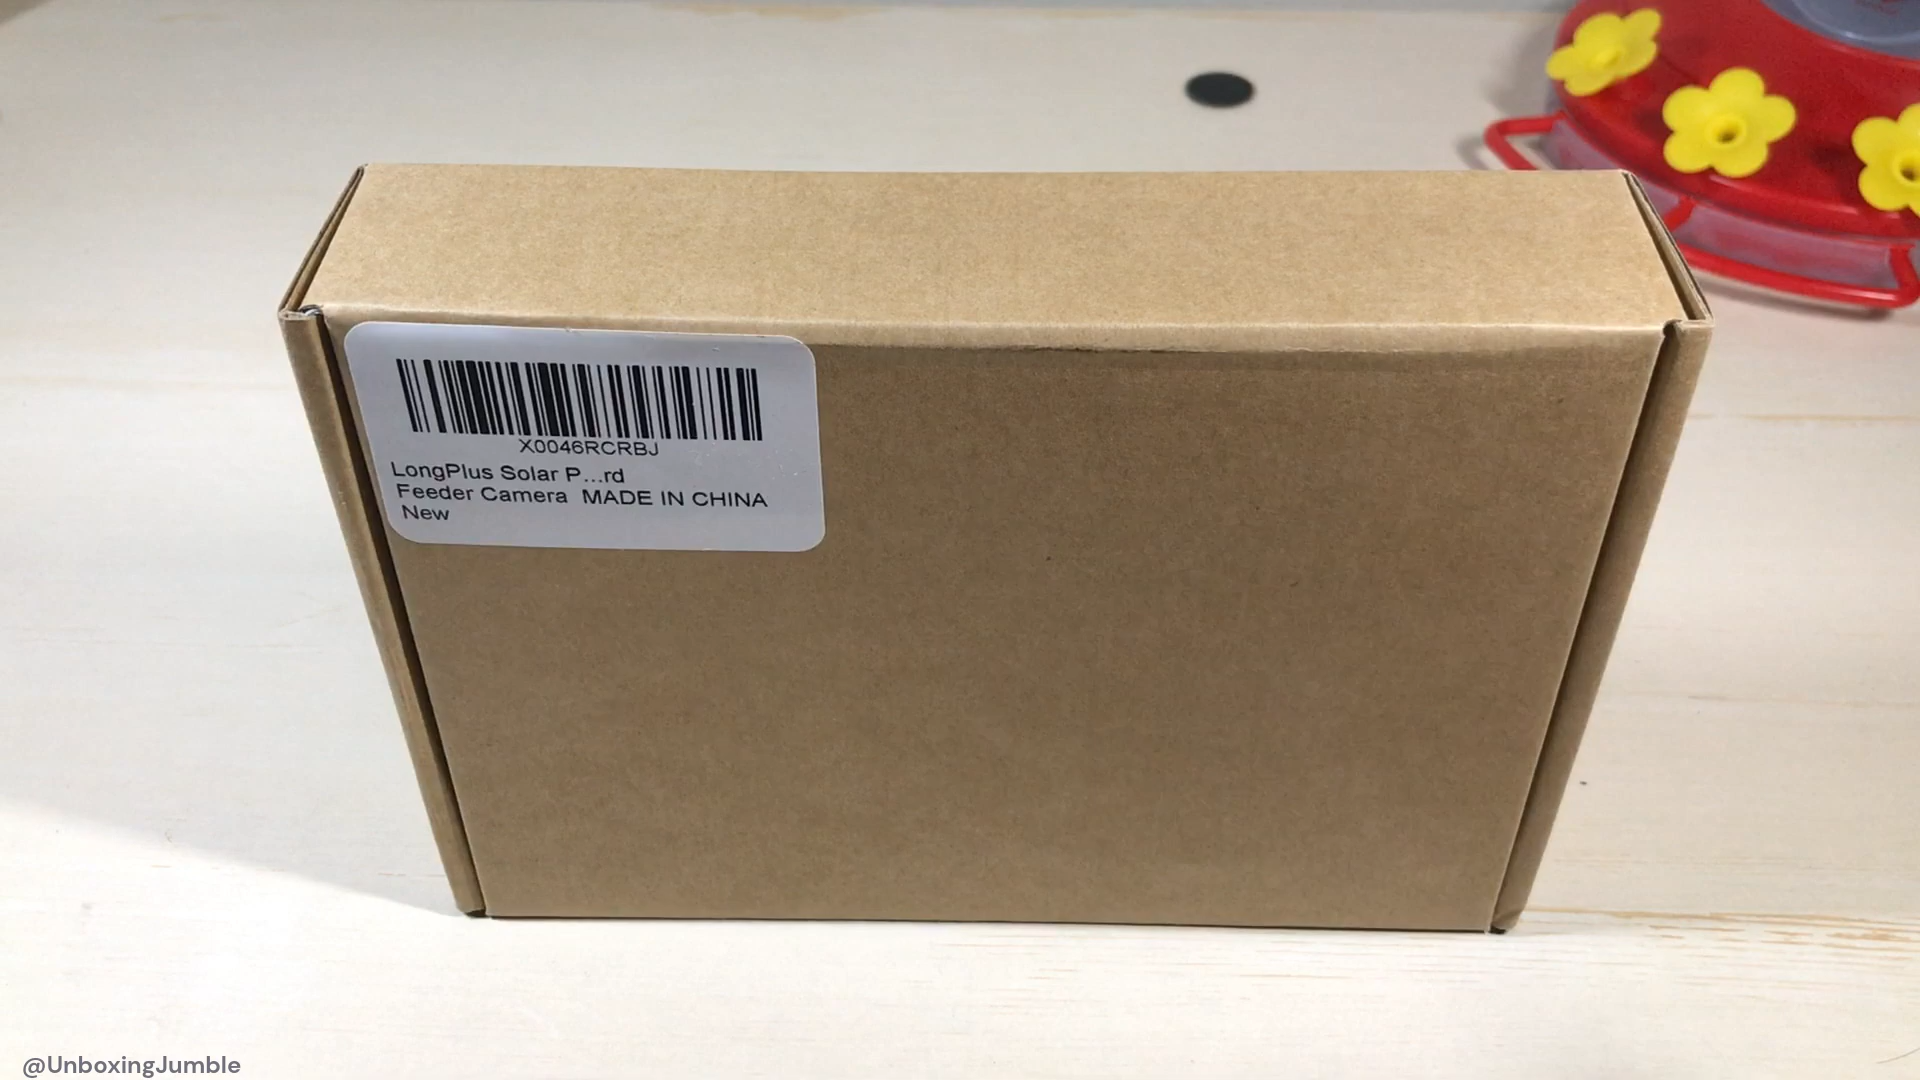 X0046RCRBJ
LongPlus Solar P...rd
Feeder Camera MADE IN CHINA
New
@UnboxingJumble